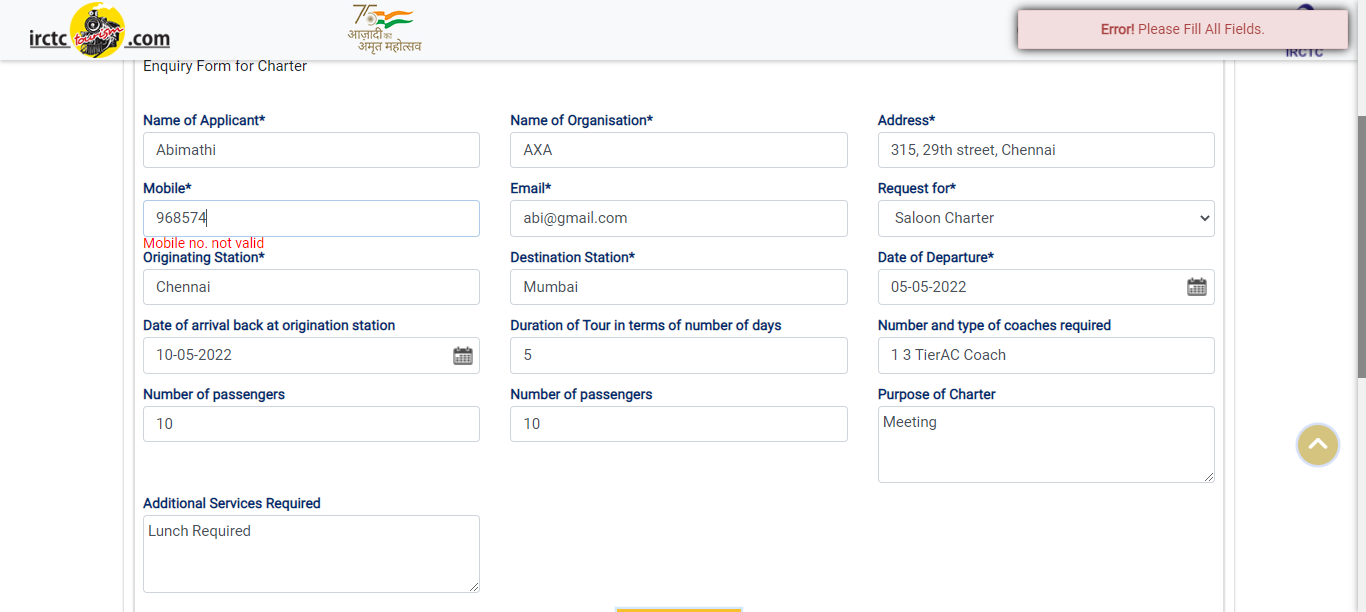 irctc tourism .com
75
आज़ादी का
अमृत महोत्सव
Error! Please Fill All Fields.
IRCTC
Enquiry Form for Charter
Name of Applicant* Name of Organisation* Address*
Abimathi AXA 315, 29th street, Chennai
Mobile* Email* Request for*
968574 abi@gmail.com Saloon Charter
Mobile no. not valid
Originating Station* Destination Station* Date of Departure*
Chennai Mumbai 05-05-2022
Date of arrival back at origination station Duration of Tour in terms of number of days Number and type of coaches required
10-05-2022 5 1 3 TierAC Coach
Number of passengers Number of passengers Purpose of Charter
10 10 Meeting
Additional Services Required
Lunch Required